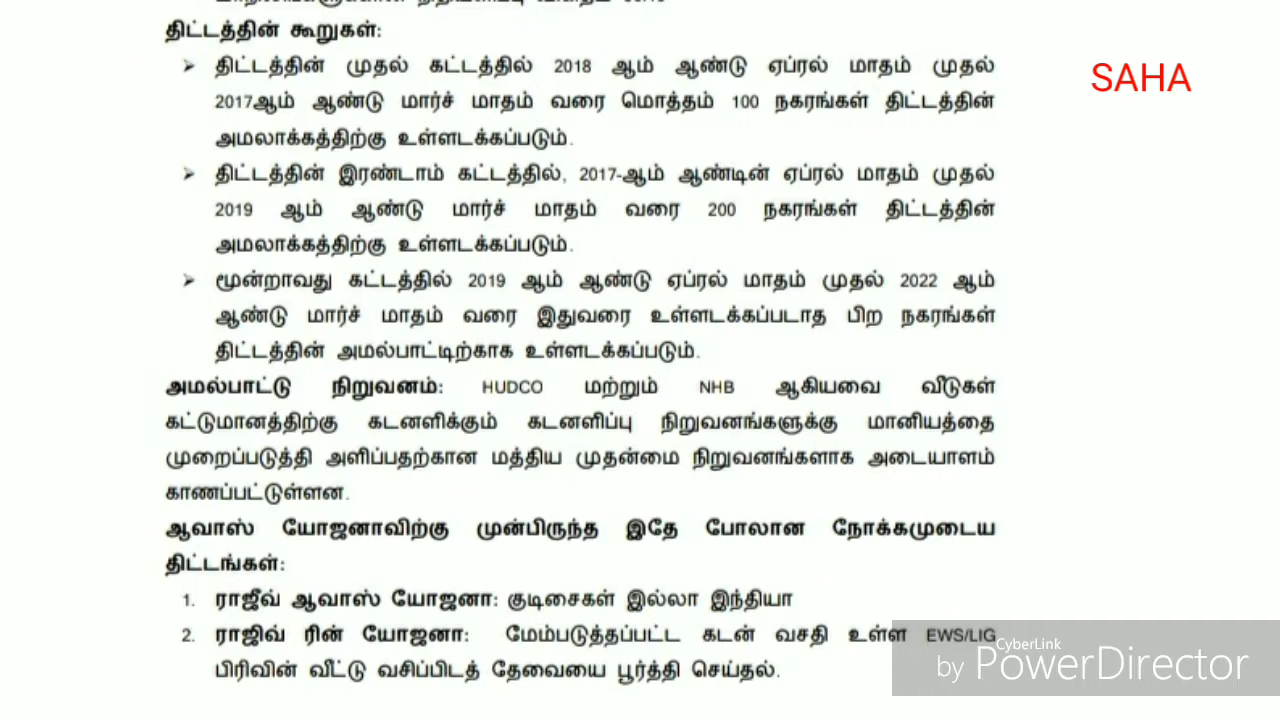 திட்டத்தின் கூறுகள்:
➢ திட்டத்தின் முதல் கட்டத்தில் 2018 ஆம் ஆண்டு ஏப்ரல் மாதம் முதல்
2017ஆம் ஆண்டு மார்ச் மாதம் வரை மொத்தம் 100 நகரங்கள் திட்டத்தின்
அமலாக்கத்திற்கு உள்ளடக்கப்படும்.
➢ திட்டத்தின் இரண்டாம் கட்டத்தில், 2017-ஆம் ஆண்டின் ஏப்ரல் மாதம் முதல்
2019 ஆம் ஆண்டு மார்ச் மாதம் வரை 200 நகரங்கள் திட்டத்தின்
அமலாக்கத்திற்கு உள்ளடக்கப்படும்.
➢ மூன்றாவது கட்டத்தில் 2019 ஆம் ஆண்டு ஏப்ரல் மாதம் முதல் 2022 ஆம்
ஆண்டு மார்ச் மாதம் வரை இதுவரை உள்ளடக்கப்படாத பிற நகரங்கள்
திட்டத்தின் அமல்பாட்டிற்காக உள்ளடக்கப்படும்.
அமல்பாட்டு நிறுவனம்: HUDCO மற்றும் NHB ஆகியவை வீடுகள்
கட்டுமானத்திற்கு கடனளிக்கும் கடனளிப்பு நிறுவனங்களுக்கு மானியத்தை
முறைப்படுத்தி அளிப்பதற்கான மத்திய முதன்மை நிறுவனங்களாக அடையாளம்
காணப்பட்டுள்ளன.
ஆவாஸ் யோஜனாவிற்கு முன்பிருந்த இதே போலான நோக்கமுடைய
திட்டங்கள்:
1. ராஜீவ் ஆவாஸ் யோஜனா: குடிசைகள் இல்லா இந்தியா
2. ராஜிவ் ரின் யோஜனா: மேம்படுத்தப்பட்ட கடன் வசதி உள்ள EWS/LIG
பிரிவின் வீட்டு வசிப்பிடத் தேவையை பூர்த்தி செய்தல்.
SAHA
CyberLink
by PowerDirector